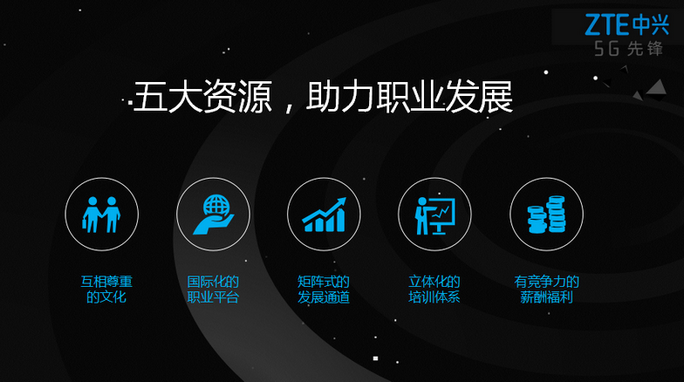 ZTE中兴
5G先锋
五大资源，助力职业发展
互相尊重
的文化
国际化的
职业平台
矩阵式的
发展通道
立体化的
培训体系
有竞争力的
薪酬福利